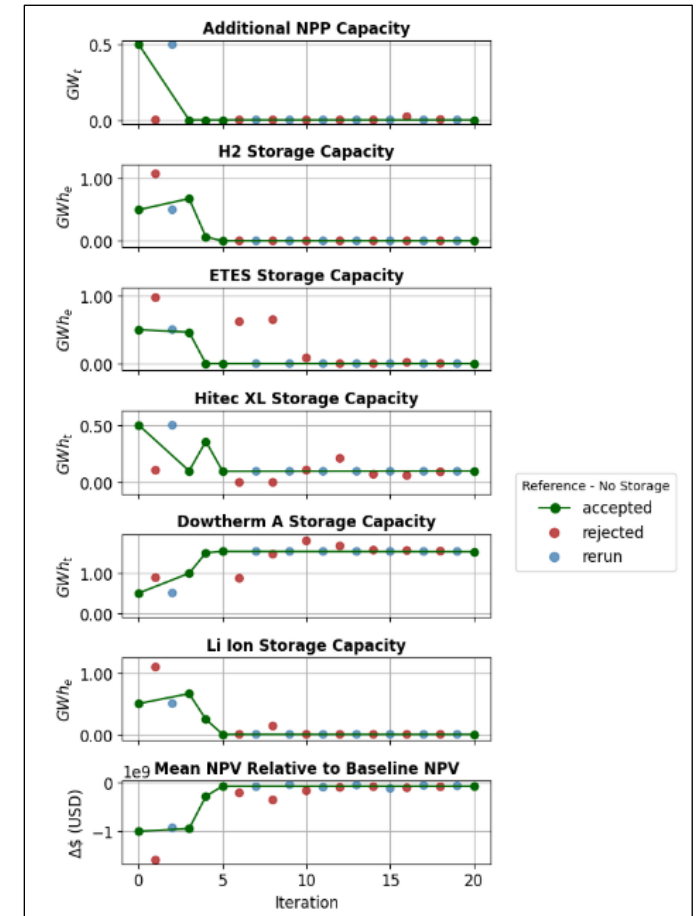 Additional NPP Capacity
0.5
0.0
GWt
H2 Storage Capacity
1.00
0.00
GWhe
ETES Storage Capacity
1.00
0.00
GWhe
Hitec XL Storage Capacity
0.50
0.00
GWht
Reference - No Storage
accepted
rejected
rerun
Dowtherm A Storage Capacity
1.00
0.00
GWht
Li Ion Storage Capacity
1.00
0.00
GWhe
1e9 Mean NPV Relative to Baseline NPV
0
−1
Δ$ (USD)
0 5 10 15 20
Iteration